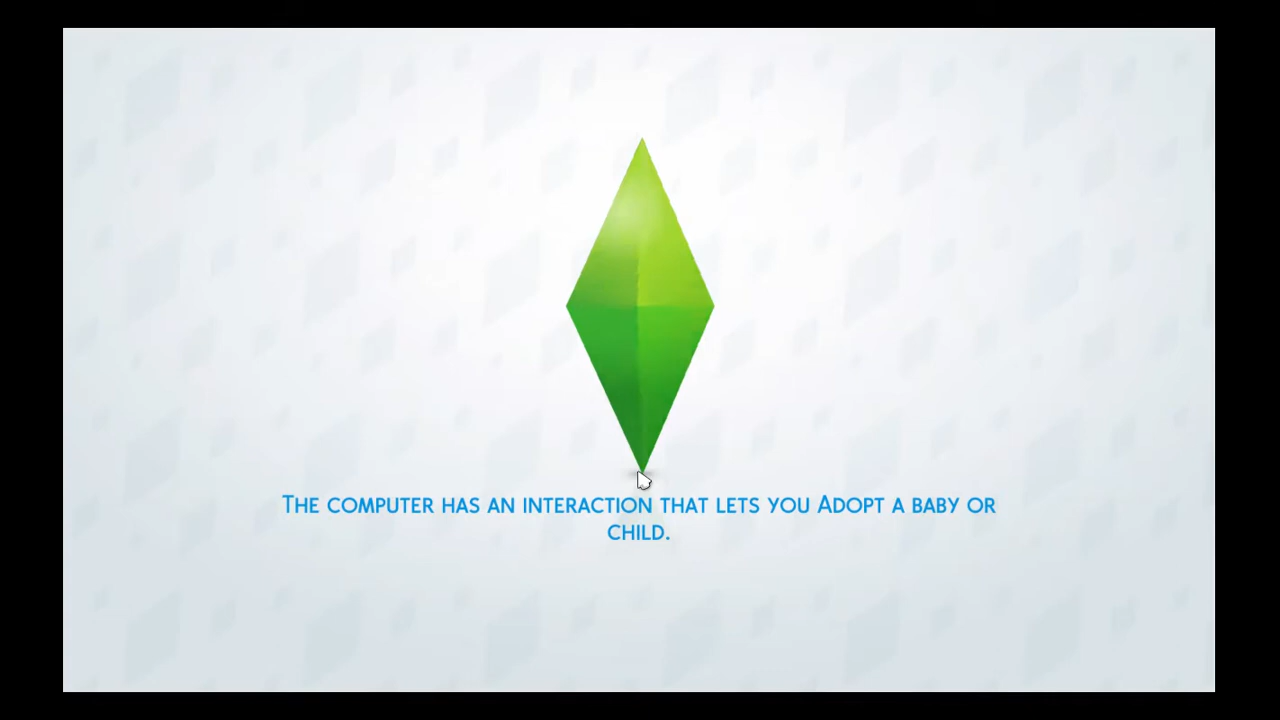 The computer has an interaction that lets you Adopt a baby or
child.